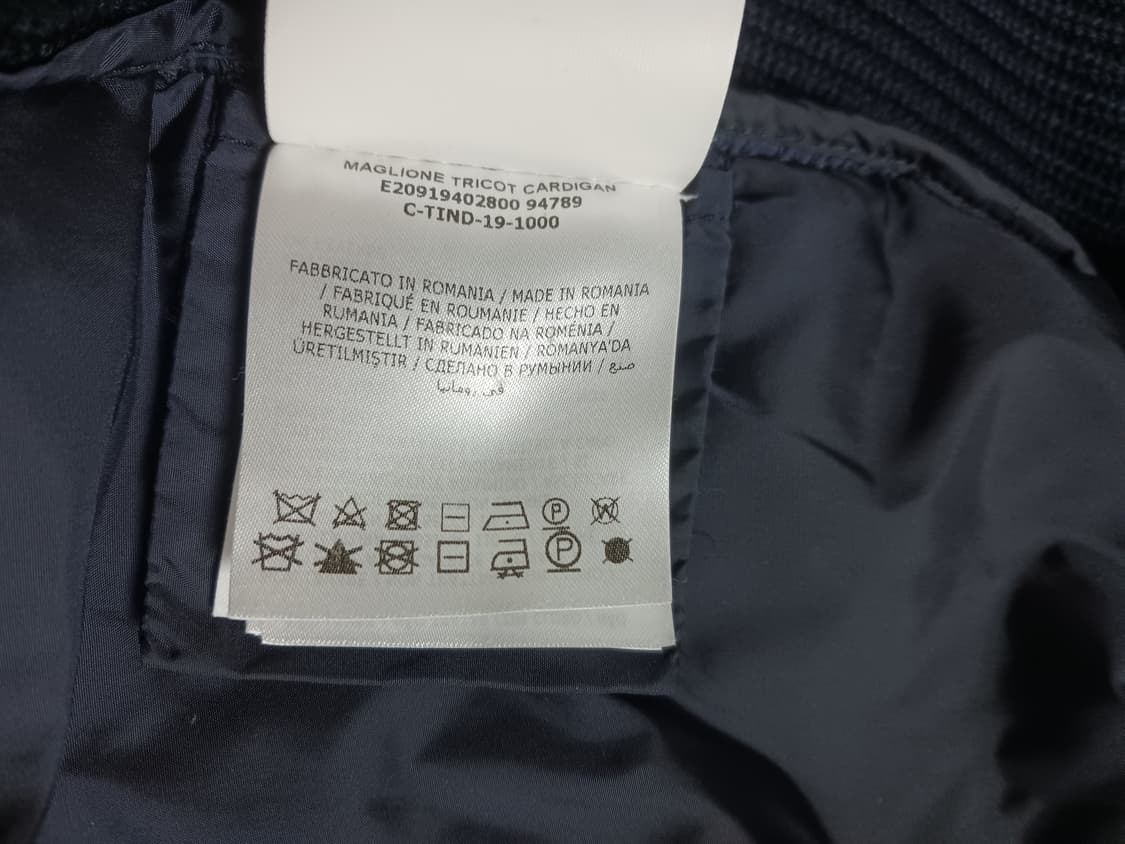 MAGLIONE TRICOT CARDIGAN
E20919402800 94789
C-TIND-19-1000
FABBRICATO IN ROMANIA / MADE IN ROMANIA
/ FABRIQUÉ EN ROUMANIE / HECHO EN
RUMANIA / FABRICADO NA ROMÉNIA /
HERGESTELLT IN RUMÄNIEN / ROMANYA'DA
ÜRETILMIŞTIR / СДЕЛАНО В РУМЫНИИ / صنع
في رومانيا
P W
P